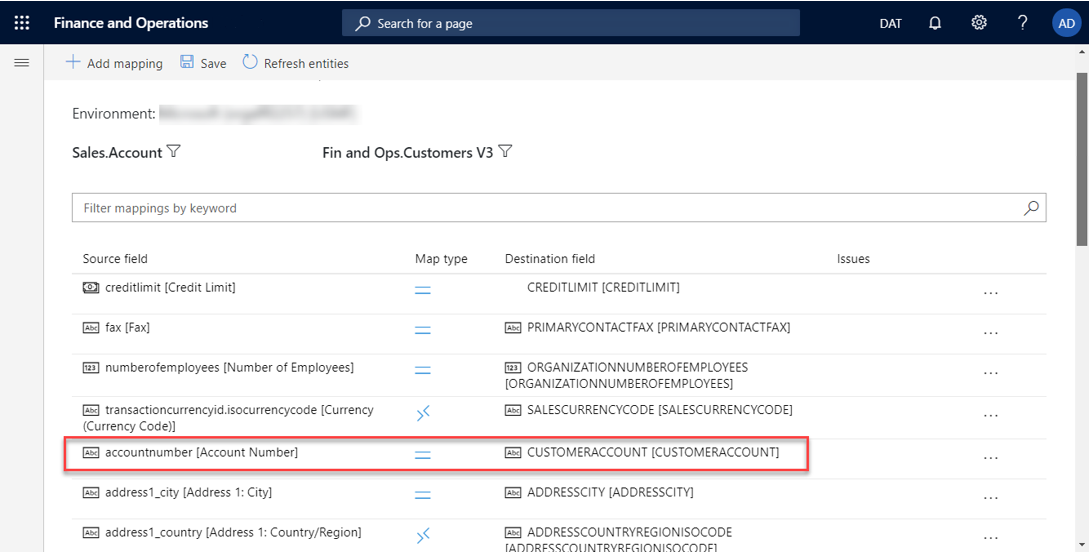 Finance and Operations
Search for a page
DAT
?
AD
Add mapping
Save
Refresh entities
Environment:
Sales.Account
Fin and Ops.Customers V3
Filter mappings by keyword
Source field
Map type
Destination field
Issues
creditlimit [Credit Limit]
CREDITLIMIT [CREDITLIMIT]
...
Abc fax [Fax]
Abc PRIMARYCONTACTFAX [PRIMARYCONTACTFAX]
...
123 numberofemployees [Number of Employees]
123 ORGANIZATIONNUMBEROFEMPLOYEES
[ORGANIZATIONNUMBEROFEMPLOYEES]
...
Abc transactioncurrencyid.isocurrencycode [Currency
(Currency Code)]
Abc SALESCURRENCYCODE [SALESCURRENCYCODE]
...
Abc accountnumber [Account Number]
Abc CUSTOMERACCOUNT [CUSTOMERACCOUNT]
...
Abc address1_city [Address 1: City]
Abc ADDRESSCITY [ADDRESSCITY]
...
Abc address1_country [Address 1: Country/Region]
Abc ADDRESSCOUNTRYREGIONISOCODE
[ADDRESSCOUNTRYREGIONISOCODE]
...